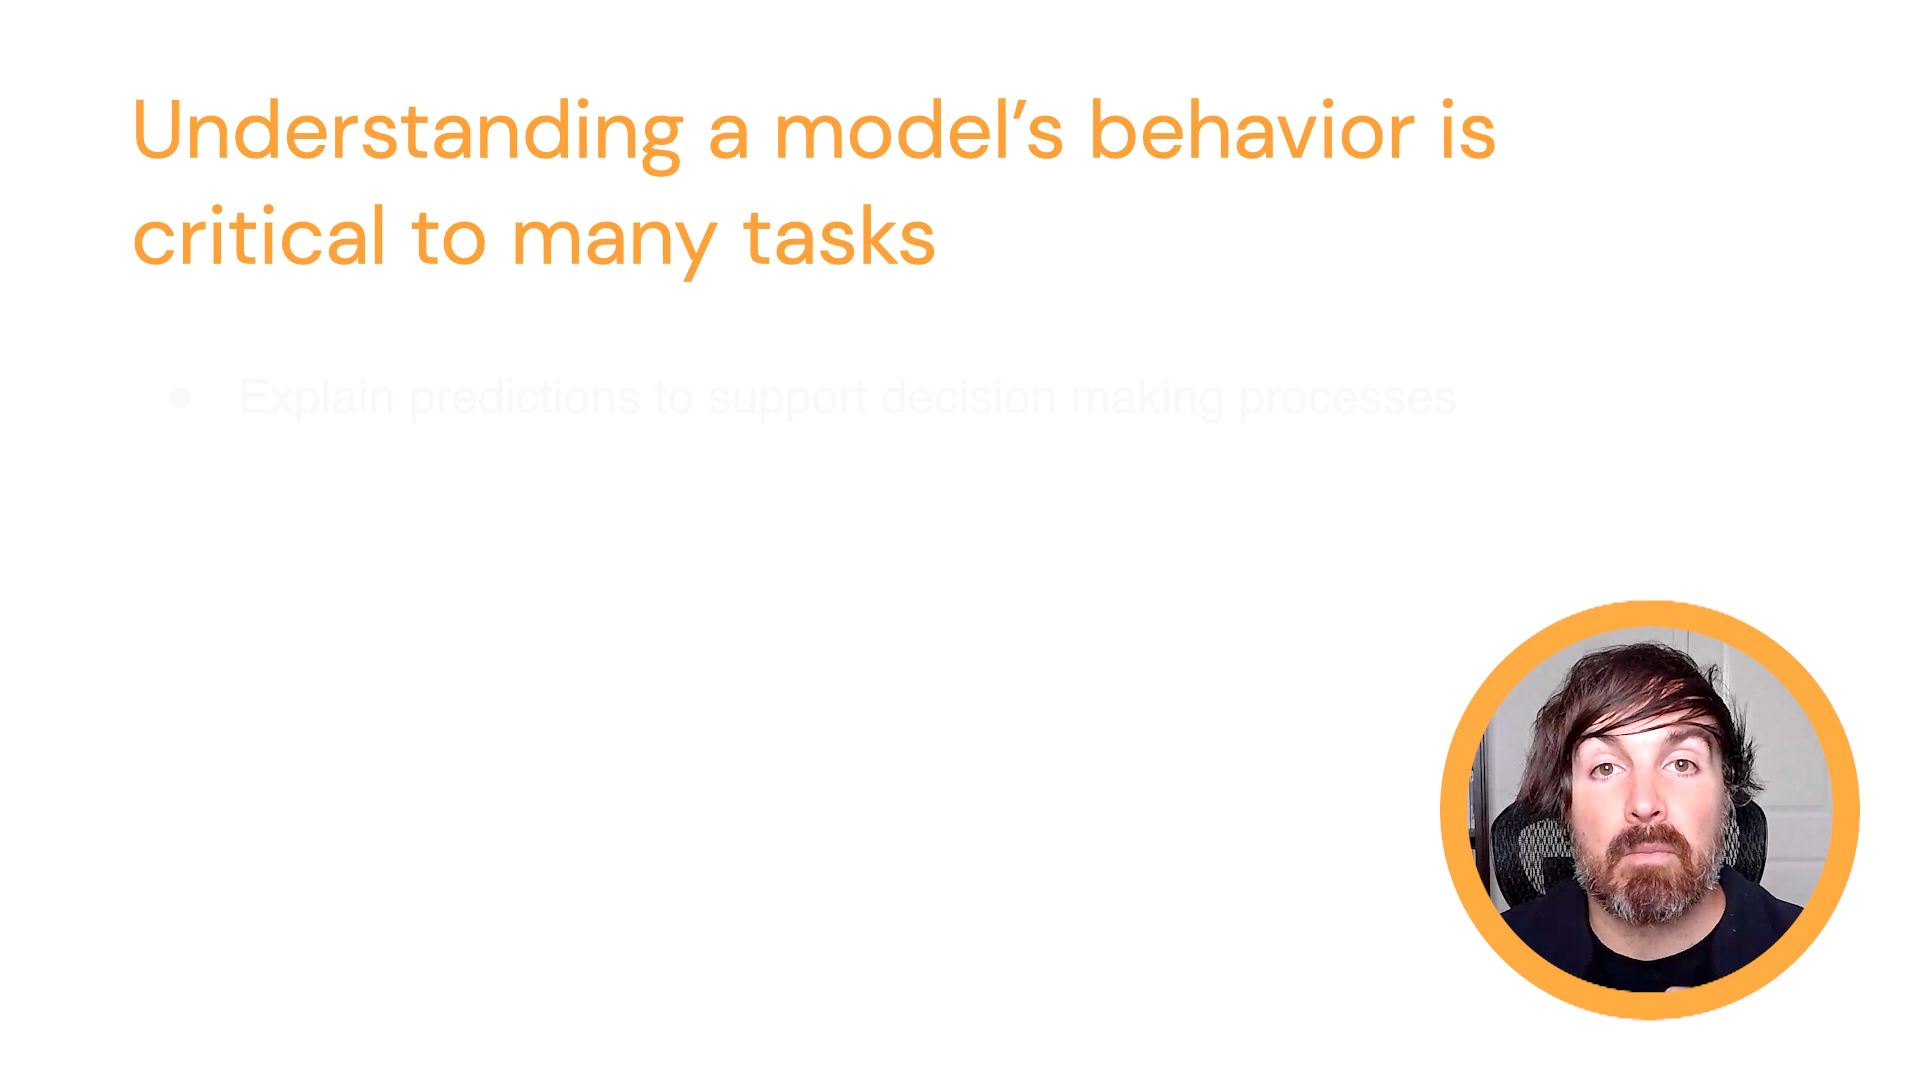 Understanding a model’s behavior is
critical to many tasks
● Explain predictions to support decision making processes